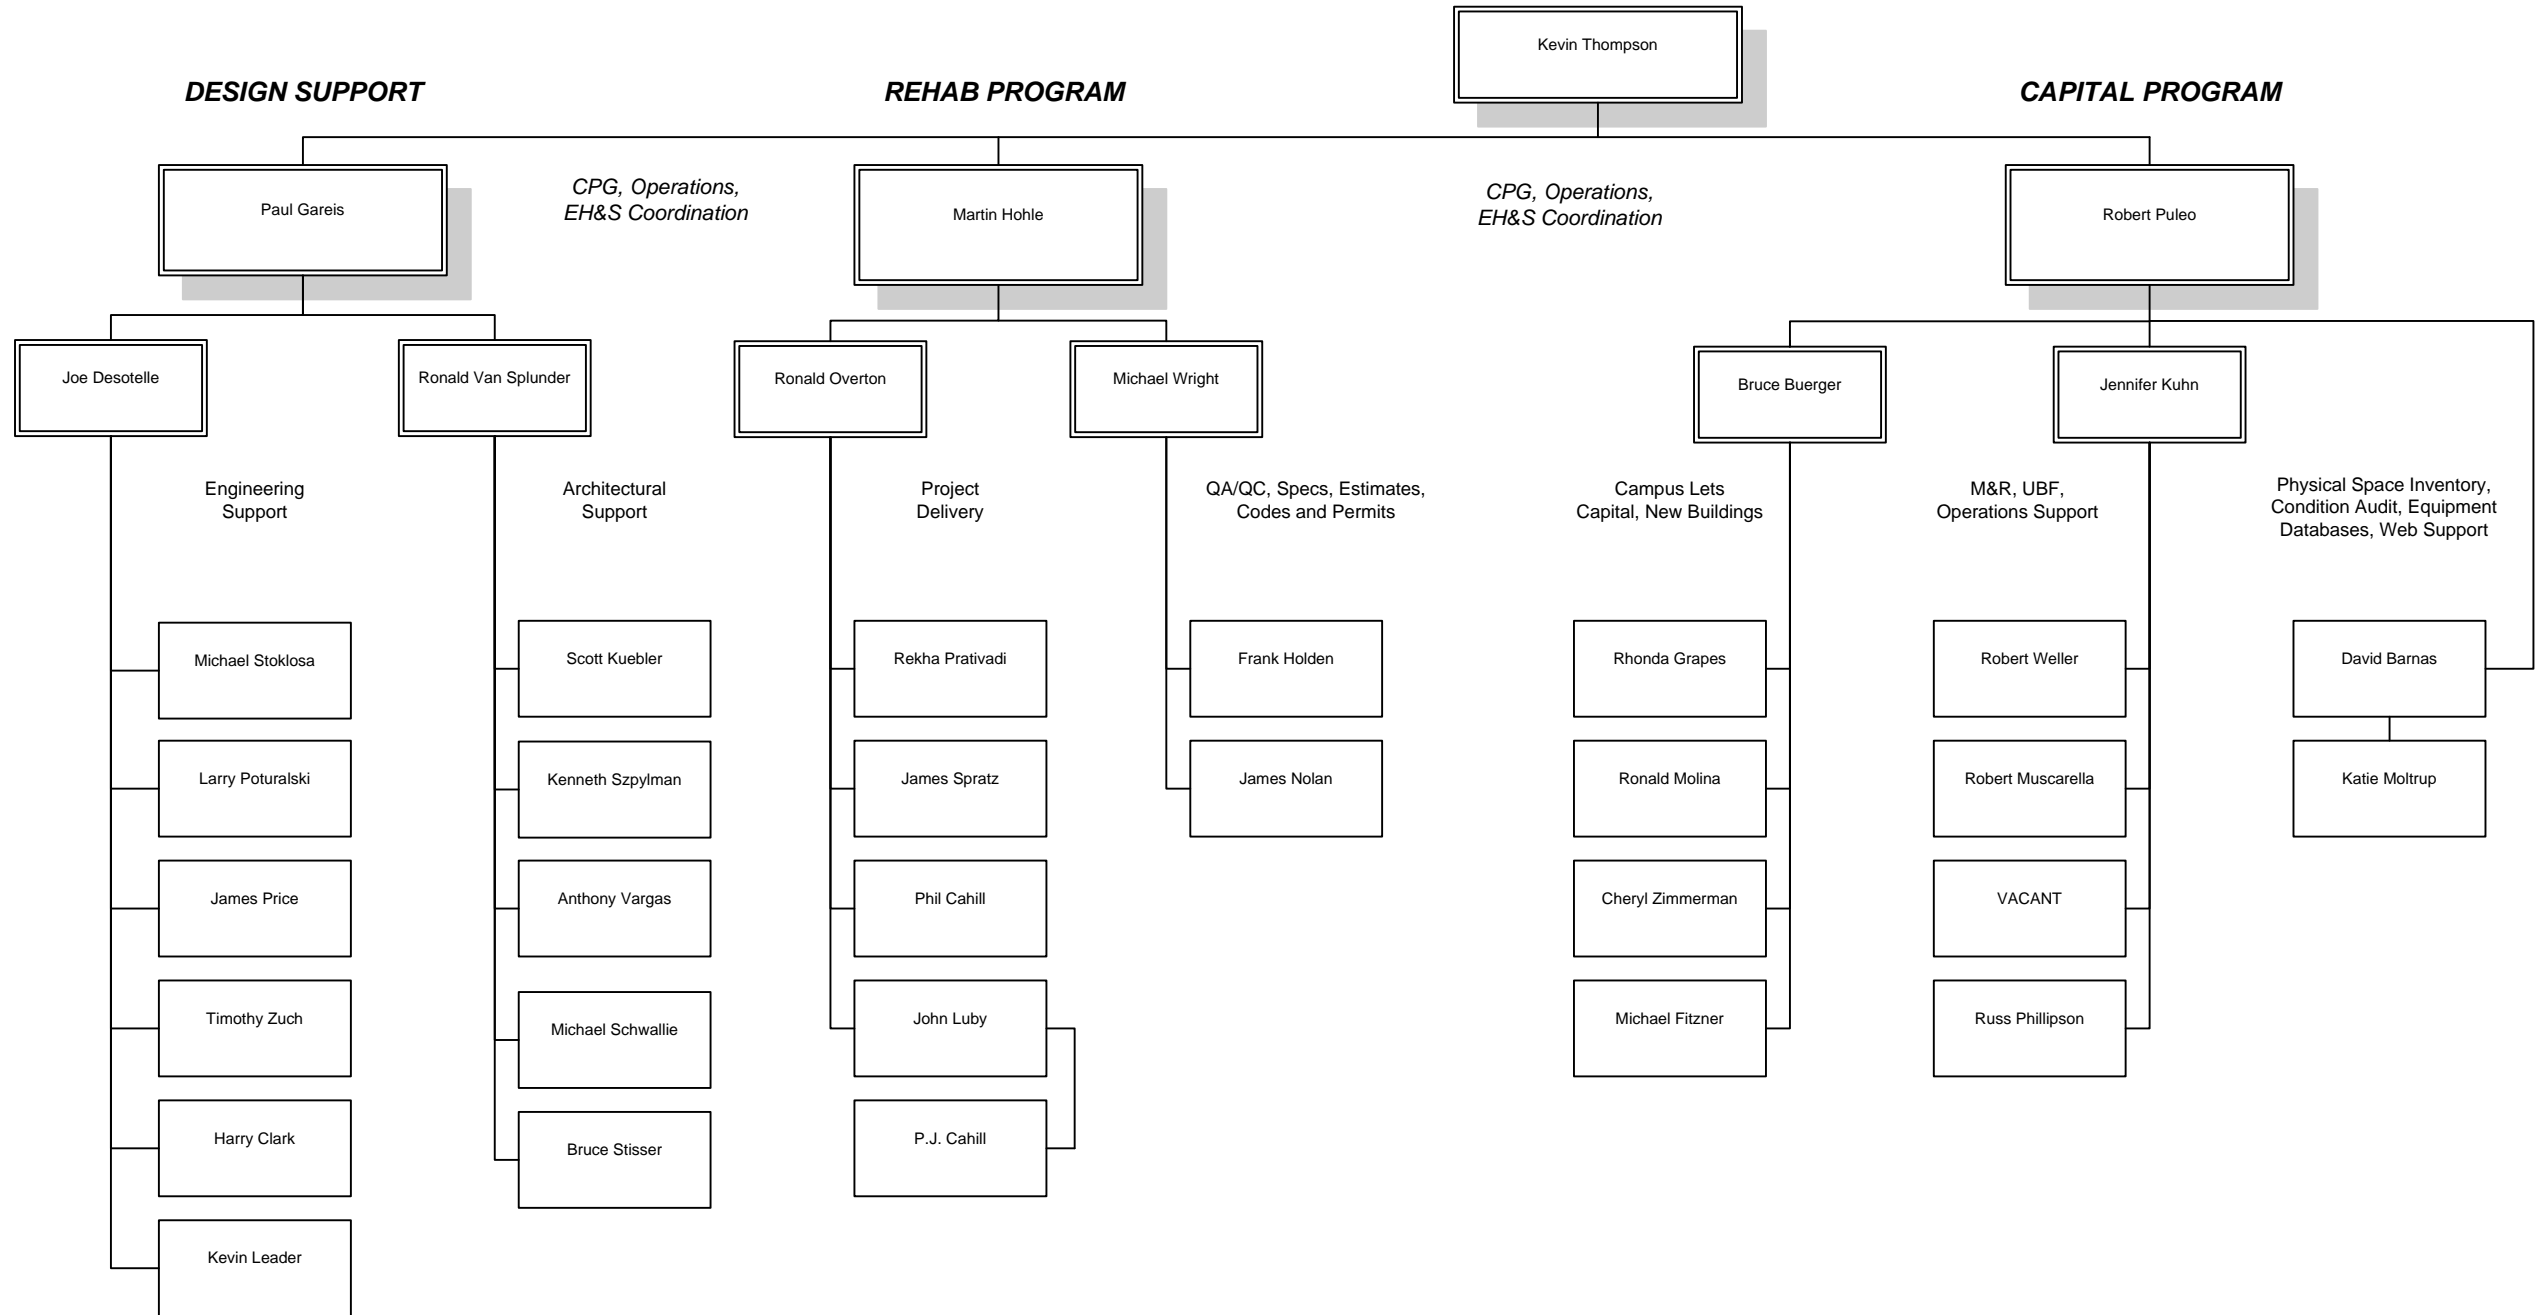 Kevin Thompson
DESIGN SUPPORT
REHAB PROGRAM
CAPITAL PROGRAM
Paul Gareis
CPG, Operations,
EH&S Coordination
Martin Hohle
CPG, Operations,
EH&S Coordination
Robert Puleo
Joe Desotelle
Ronald Van Splunder
Ronald Overton
Michael Wright
Bruce Buerger
Jennifer Kuhn
Engineering
Support
Architectural
Support
Project
Delivery
QA/QC, Specs, Estimates,
Codes and Permits
Campus Lets
Capital, New Buildings
M&R, UBF,
Operations Support
Physical Space Inventory,
Condition Audit, Equipment
Databases, Web Support
Michael Stoklosa
Scott Kuebler
Rekha Prativadi
Frank Holden
Rhonda Grapes
Robert Weller
David Barnas
Larry Poturalski
Kenneth Szpylman
James Spratz
James Nolan
Ronald Molina
Robert Muscarella
Katie Moltrup
James Price
Anthony Vargas
Phil Cahill
Cheryl Zimmerman
VACANT
Timothy Zuch
Michael Schwallie
John Luby
Michael Fitzner
Russ Phillipson
Harry Clark
Bruce Stisser
P.J. Cahill
Kevin Leader